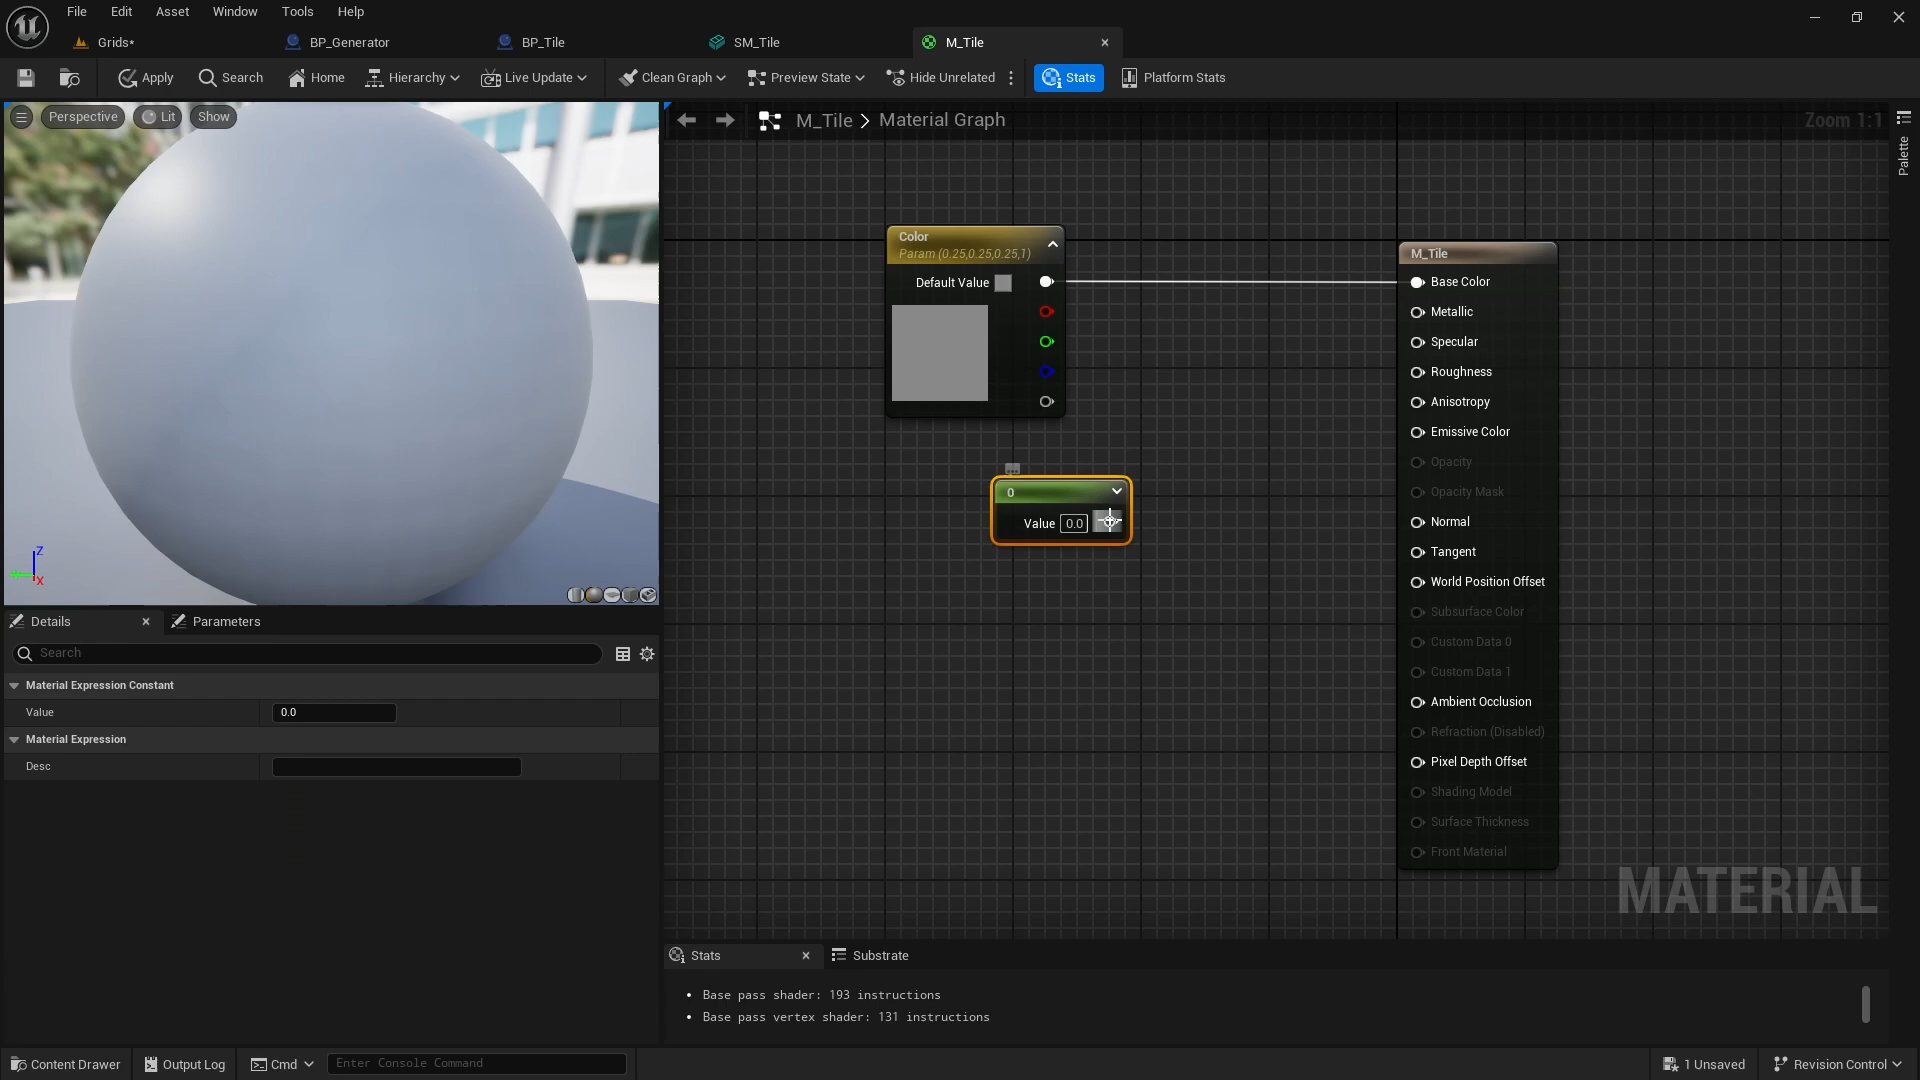 File Edit Asset Window Tools Help
Grids* BP_Generator BP_Tile SM_Tile M_Tile
Apply Search Home Hierarchy Live Update Clean Graph Preview State Hide Unrelated Stats Platform Stats
Perspective Lit Show
M_Tile > Material Graph
Zoom 1:1
Palette
Color
Param (0.25,0.25,0.25,1)
Default Value
0
Value 0.0
M_Tile
Base Color
Metallic
Specular
Roughness
Anisotropy
Emissive Color
Opacity
Opacity Mask
Normal
Tangent
World Position Offset
Subsurface Color
Custom Data 0
Custom Data 1
Ambient Occlusion
Refraction (Disabled)
Pixel Depth Offset
Shading Model
Surface Thickness
Front Material
MATERIAL
Z
X
Details Parameters
Search
Material Expression Constant
Value 0.0
Material Expression
Desc
Stats Substrate
• Base pass shader: 193 instructions
• Base pass vertex shader: 131 instructions
Content Drawer Output Log Cmd Enter Console Command 1 Unsaved Revision Control